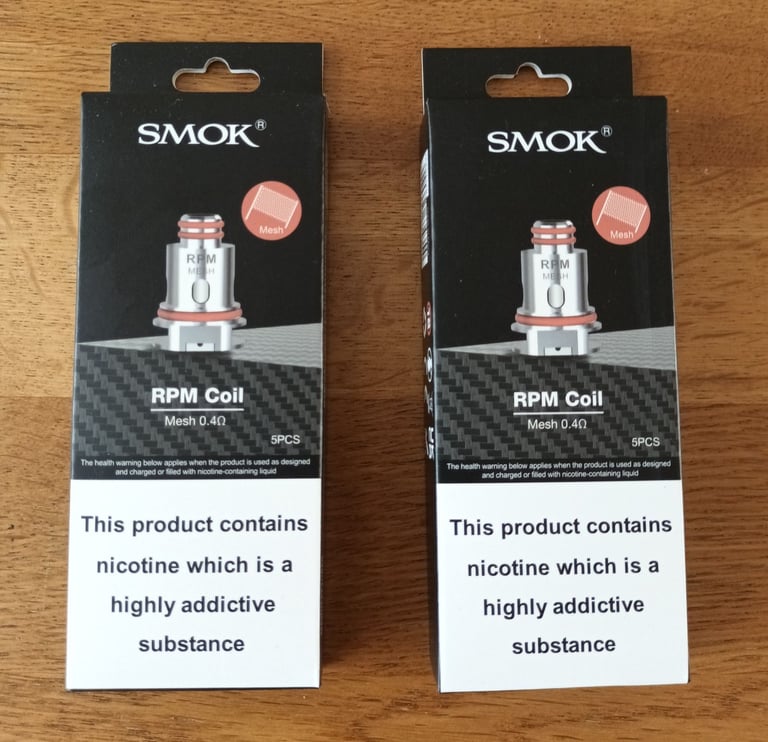 SMOK®
Mesh
RPM
MESH
RPM Coil
Mesh 0.4Ω
5PCS
The health warning below applies when the product is used as designed
and charged or filled with nicotine-containing liquid
This product contains
nicotine which is a
highly addictive
substance
SMOK®
Mesh
RPM
MESH
RPM Coil
Mesh 0.4Ω
5PCS
The health warning below applies when the product is used as designed
and charged or filled with nicotine-containing liquid
This product contains
nicotine which is a
highly addictive
substance